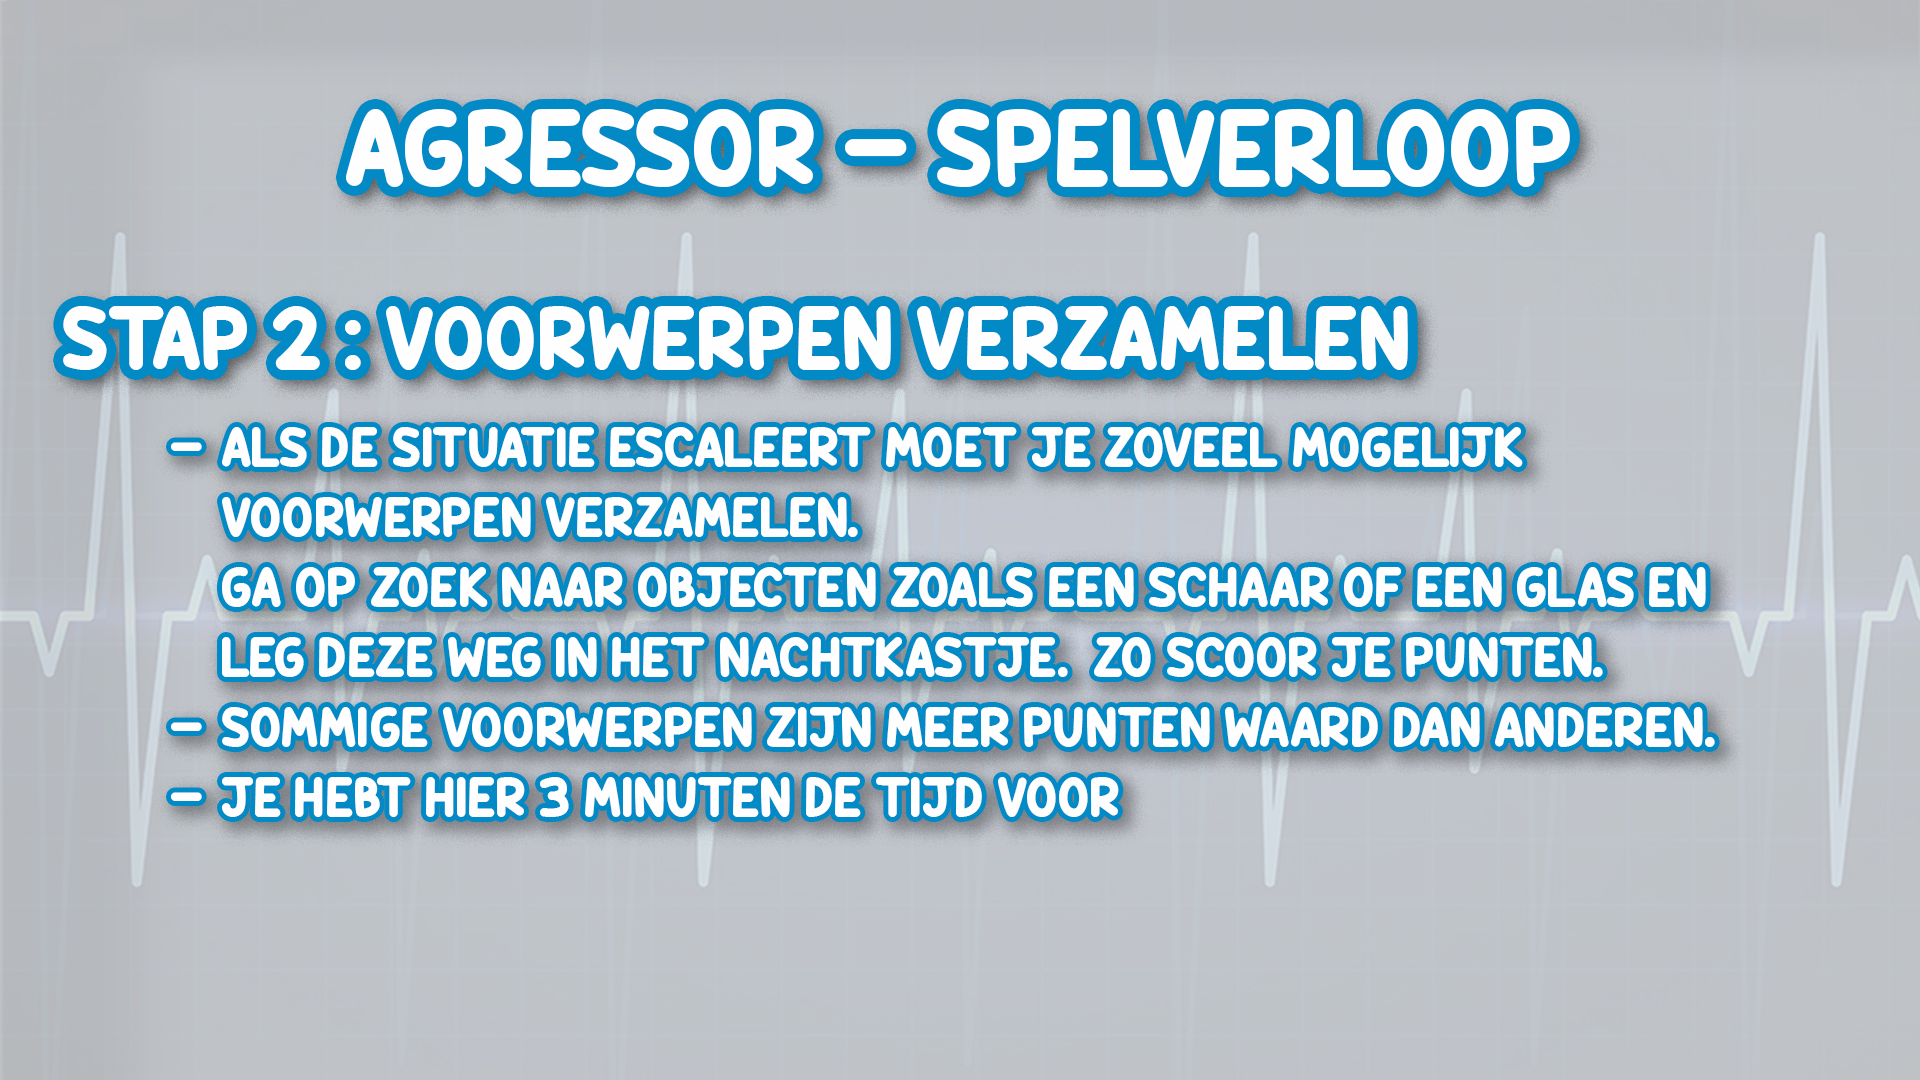 AGRESSOR – SPELVERLOOP
STAP 2 : VOORWERPEN VERZAMELEN
– ALS DE SITUATIE ESCALEERT MOET JE ZOVEEL MOGELIJK
VOORWERPEN VERZAMELEN.
GA OP ZOEK NAAR OBJECTEN ZOALS EEN SCHAAR OF EEN GLAS EN
LEG DEZE WEG IN HET NACHTKASTJE. ZO SCOOR JE PUNTEN.
– SOMMIGE VOORWERPEN ZIJN MEER PUNTEN WAARD DAN ANDEREN.
– JE HEBT HIER 3 MINUTEN DE TIJD VOOR